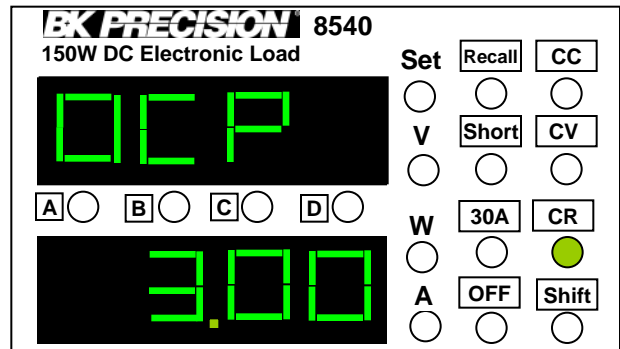 BK PRECISION 8540
150W DC Electronic Load
Set Recall CC
OCP
V Short CV
A B C D
W 30A CR
3.00
A OFF Shift